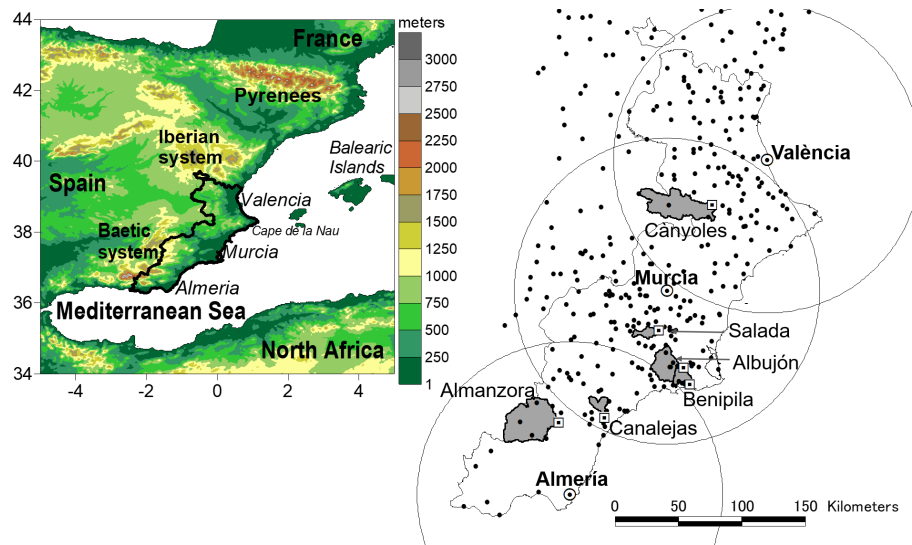 44
42
40
38
36
34
-4
-2
0
2
4
France
Pyrenees
Iberian
system
Balearic
Islands
Spain
Valencia
Cape de la Nau
Baetic
system
Murcia
Almeria
Mediterranean Sea
North Africa
meters
3000
2750
2500
2250
2000
1750
1500
1250
1000
750
500
250
1
València
Cànyoles
Murcia
Salada
Albujón
Almanzora
Benipila
Canalejas
Almería
0 50 100 150 Kilometers